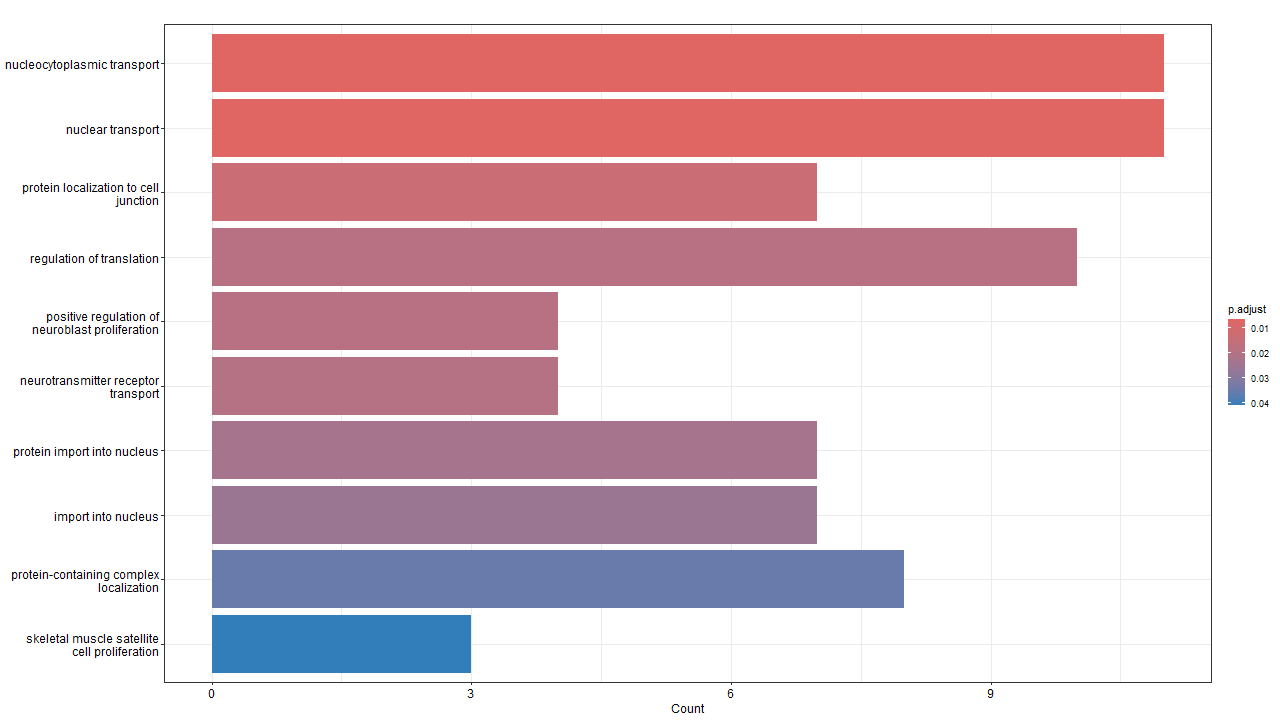 nucleocytoplasmic transport
nuclear transport
protein localization to cell
junction
regulation of translation
positive regulation of
neuroblast proliferation
neurotransmitter receptor
transport
protein import into nucleus
import into nucleus
protein-containing complex
localization
skeletal muscle satellite
cell proliferation
0 3 6 9
Count
p.adjust
0.01
0.02
0.03
0.04